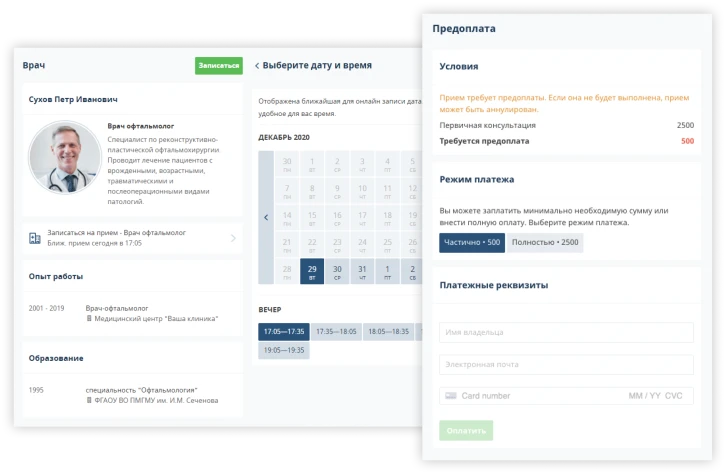 Врач
Записаться
Сухов Петр Иванович
Врач офтальмолог
Специалист по реконструктивно-
пластической офтальмохирургии
Проводит лечение пациентов с
врожденными, возрастными,
травматическими и
послеоперационными видами
патологий.
Записаться на прием - Врач офтальмолог
Ближ. прием сегодня в 17:05
Опыт работы
2001 - 2019
Врач-офтальмолог
Медицинский центр "Ваша клиника"
Образование
1995
специальность "Офтальмология"
ФГАОУ ВО ПМГМУ им. И.М. Сеченова
Выберите дату и время
Отображена ближайшая для онлайн записи дата
удобное для вас время.
ДЕКАБРЬ 2020
30 1 2 3 4 5
ПН ВТ СР ЧТ ПТ СБ
7 8 9 10 11 12
ПН ВТ СР ЧТ ПТ СБ
14 15 16 17 18 19
ПН ВТ СР ЧТ ПТ СБ
21 22 23 24 25 26
ПН ВТ СР ЧТ ПТ СБ
28 29 30 31 1 2
ПН ВТ СР ЧТ ПТ СБ
ВЕЧЕР
17:05—17:35 17:35—18:05 18:05—18:35
19:05—19:35
Предоплата
Условия
Прием требует предоплаты. Если она не будет выполнена, прием
может быть аннулирован.
Первичная консультация 2500
Требуется предоплата 500
Режим платежа
Вы можете заплатить минимально необходимую сумму или
внести полную оплату. Выберите режим платежа.
Частично • 500 Полностью • 2500
Платежные реквизиты
Имя владельца
Электронная почта
Card number MM / YY CVC
Оплатить